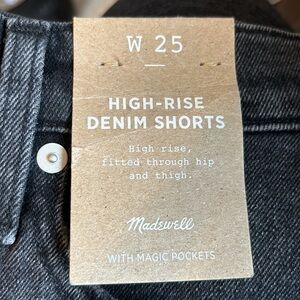 W 25
HIGH-RISE
DENIM SHORTS
High rise,
fitted through hip
and thigh.
Madewell
WITH MAGIC POCKETS